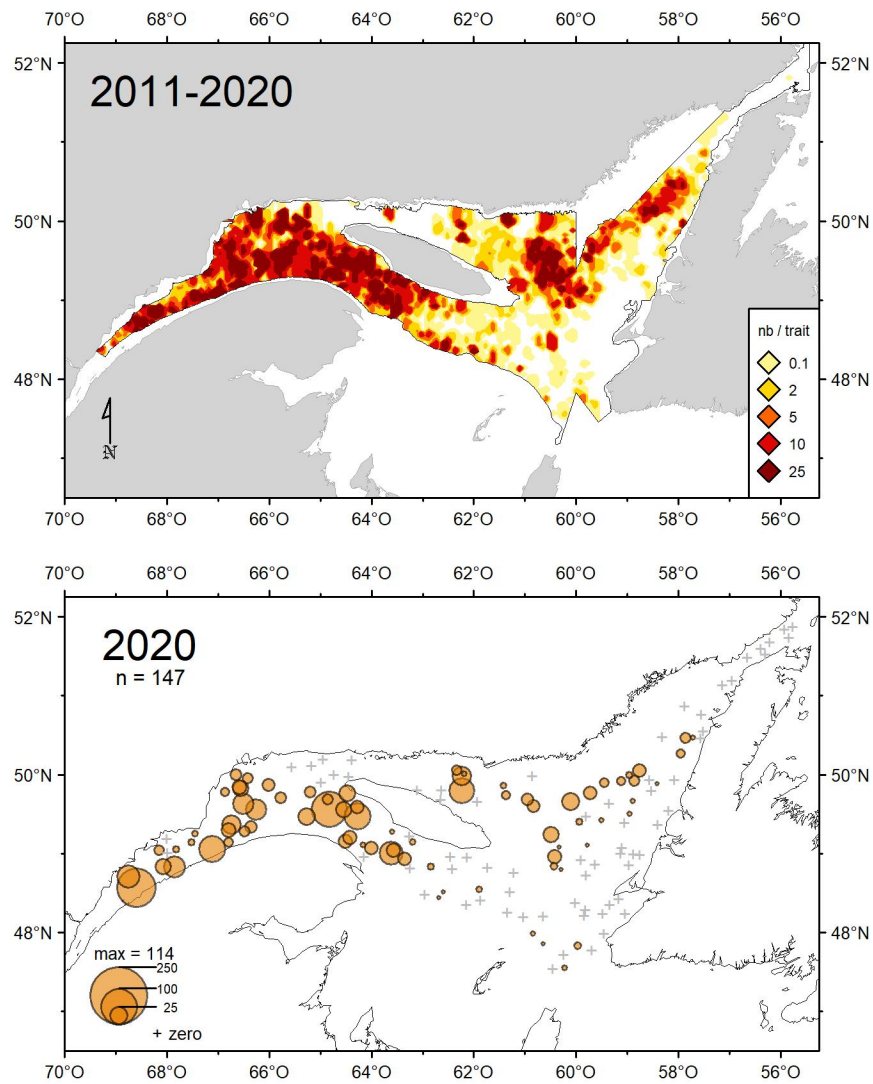 70°O 68°O 66°O 64°O 62°O 60°O 58°O 56°O
52°N 52°N
2011-2020
50°N 50°N
nb / trait
0.1
48°N 48°N
2
5
10
N
25
70°O 68°O 66°O 64°O 62°O 60°O 58°O 56°O
70°O 68°O 66°O 64°O 62°O 60°O 58°O 56°O
52°N 52°N
2020
n = 147
50°N 50°N
48°N 48°N
max = 114
250
100
25
+ zero
70°O 68°O 66°O 64°O 62°O 60°O 58°O 56°O